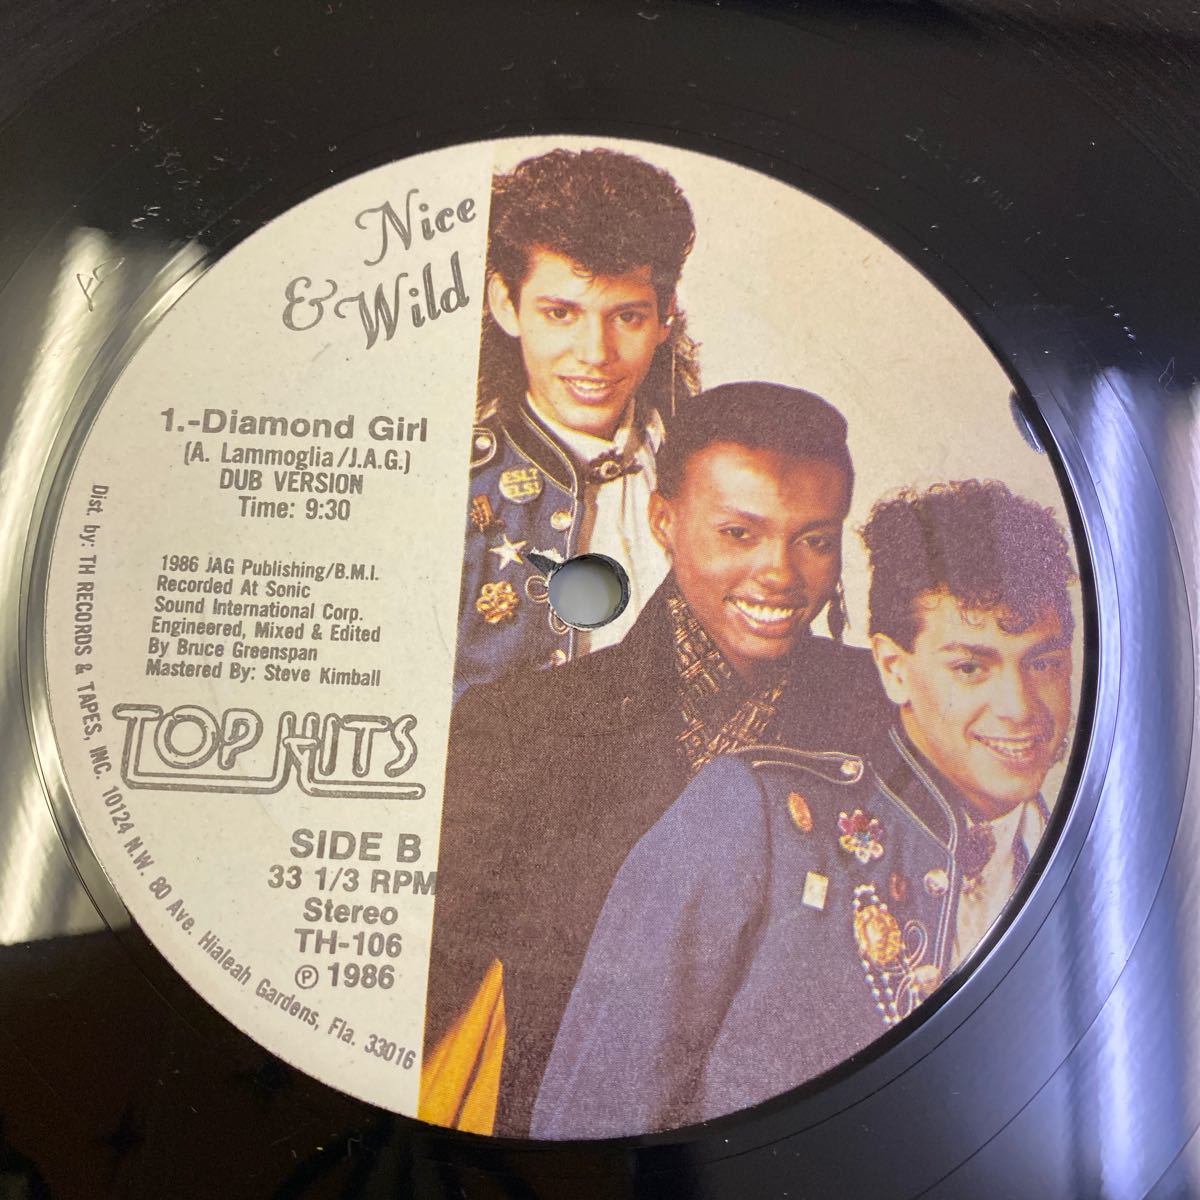 Nice
& Wild
1.-Diamond Girl
(A. Lammoglia/J.A.G.)
DUB VERSION
Time: 9:30
1986 JAG Publishing/B.M.I.
Recorded At Sonic
Sound International Corp.
Engineered, Mixed & Edited
By Bruce Greenspan
Mastered By: Steve Kimball
TOP HITS
SIDE B
33 1/3 RPM
Stereo
TH-106
℗ 1986
Dist. by: TH RECORDS & TAPES, INC. 10124 N.W. 80 Ave. Hialeah Gardens, Fla. 33016